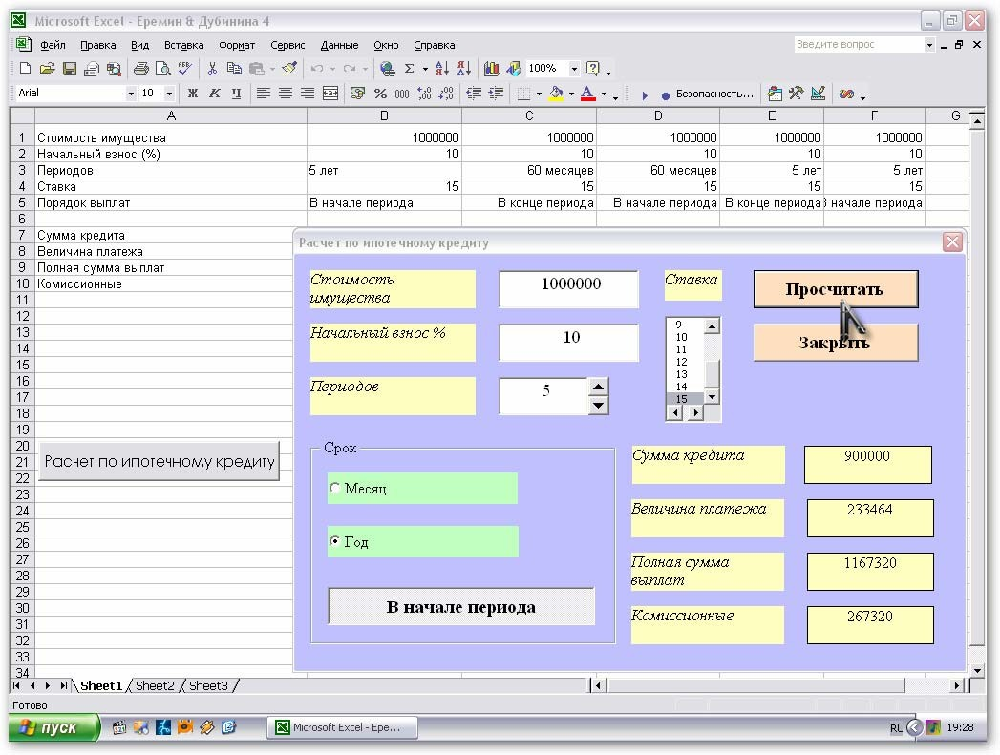 Microsoft Excel - Еремин & Дубинина 4
Файл Правка Вид Вставка Формат Сервис Данные Окно Справка Введите вопрос
100%
Arial 10 Ж К Ч % 000 А Безопасность...
A B C D E F G
1 Стоимость имущества 1000000 1000000 1000000 1000000 1000000
2 Начальный взнос (%) 10 10 10 10 10
3 Периодов 5 лет 60 месяцев 60 месяцев 5 лет 5 лет
4 Ставка 15 15 15 15 15
5 Порядок выплат В начале периода В конце периода В начале периода В конце периода начале периода
6
7 Сумма кредита
8 Величина платежа
9 Полная сумма выплат
10 Комиссионные
11
12
13
14
15
16
17
18
19
20
21
22
23
24
25
26
27
28
29
30
31
32
33
34
Расчет по ипотечному кредиту
Расчет по ипотечному кредиту
Стоимость
имущества
1000000
Ставка
Просчитать
Начальный взнос %
10
9
10
11
12
13
14
15
Закрыть
Периодов
5
Срок
Месяц
Год
В начале периода
Сумма кредита 900000
Величина платежа 233464
Полная сумма
выплат
1167320
Комиссионные 267320
Sheet1 Sheet2 Sheet3
Готово
пуск Microsoft Excel - Ере... RL 19:28